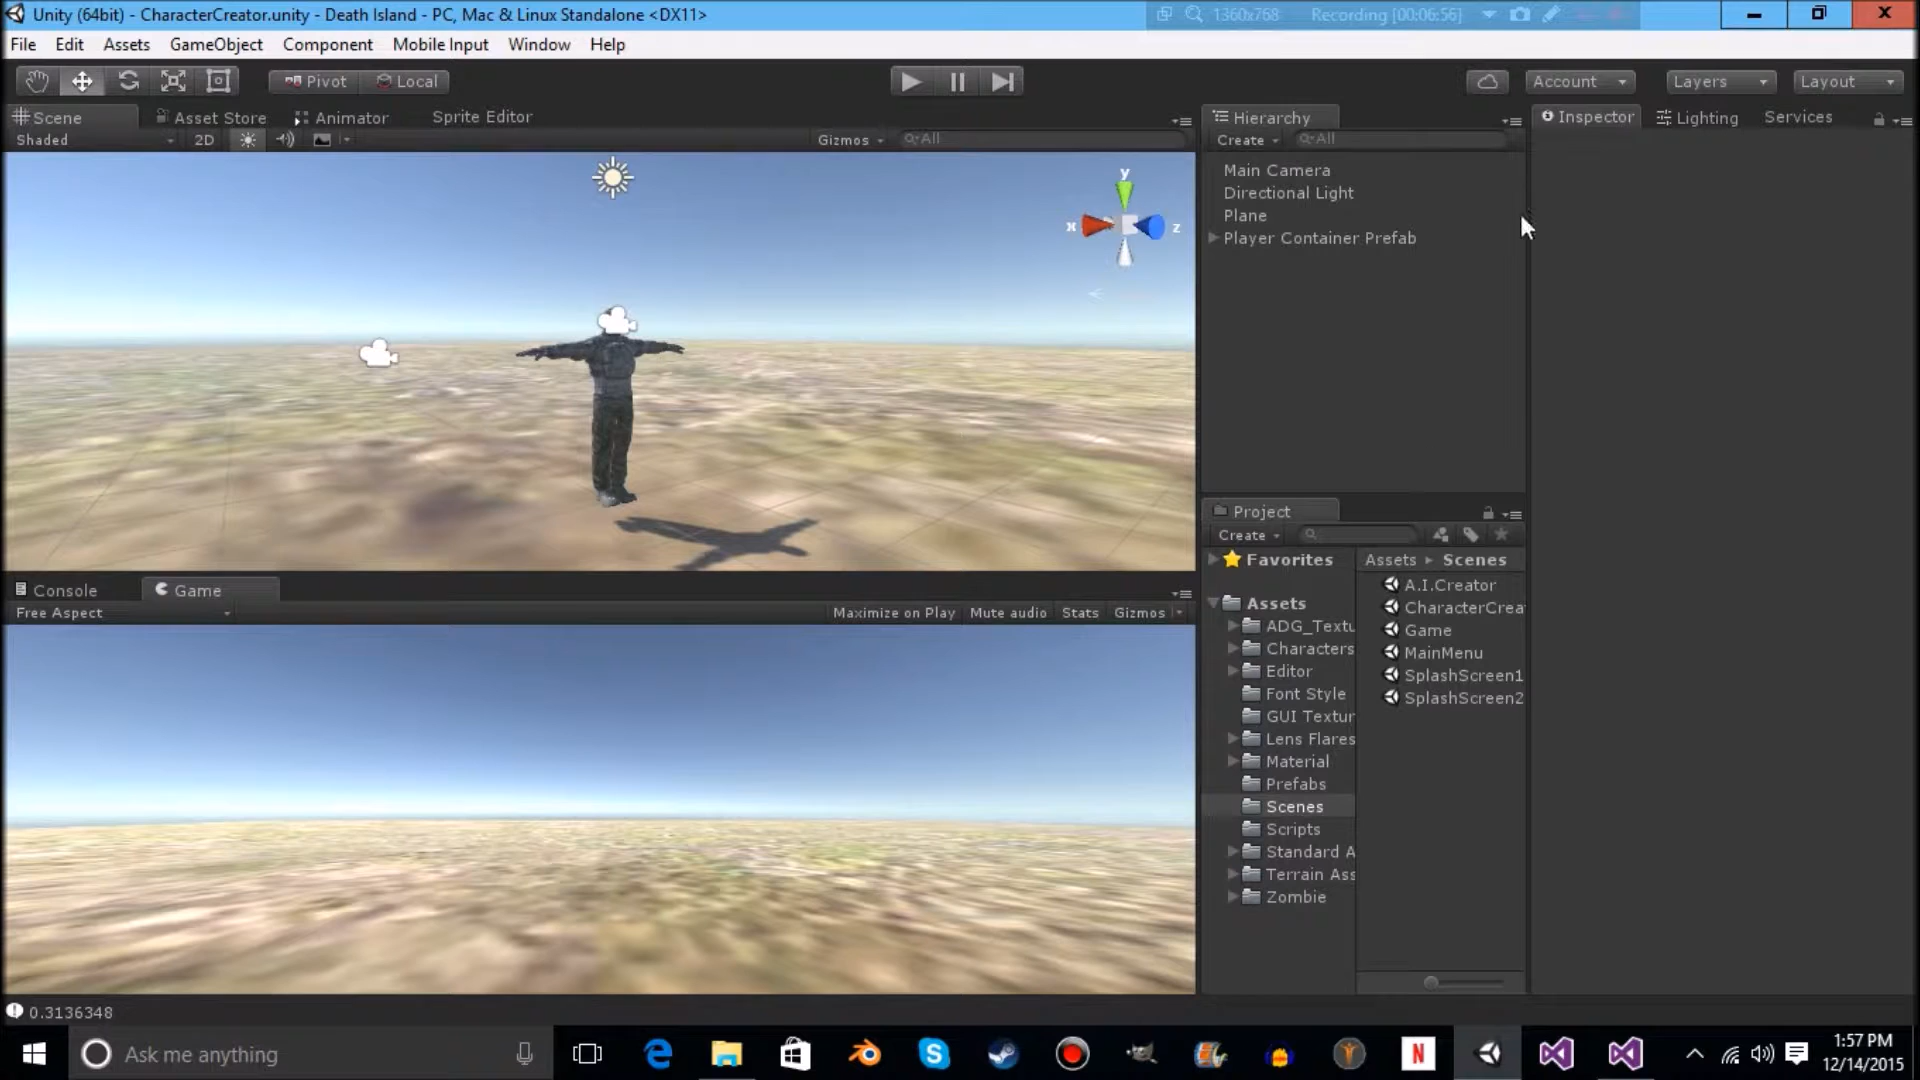 Unity (64bit) - CharacterCreator.unity - Death Island - PC, Mac & Linux Standalone <DX11>
1360x768 Recording [00:06:56]
File Edit Assets GameObject Component Mobile Input Window Help
Pivot Local
Account Layers Layout
Scene Asset Store Animator Sprite Editor
Shaded 2D Gizmos All
y
x z
Hierarchy
Create All
Main Camera
Directional Light
Plane
Player Container Prefab
Inspector Lighting Services
Console Game
Free Aspect Maximize on Play Mute audio Stats Gizmos
Project
Create
Favorites
Assets
ADG_Textu
Characters
Editor
Font Style
GUI Textur
Lens Flares
Material
Prefabs
Scenes
Scripts
Standard A
Terrain Ass
Zombie
Assets Scenes
A.I.Creator
CharacterCrea
Game
MainMenu
SplashScreen1
SplashScreen2
0.3136348
Ask me anything
N
1:57 PM
12/14/2015